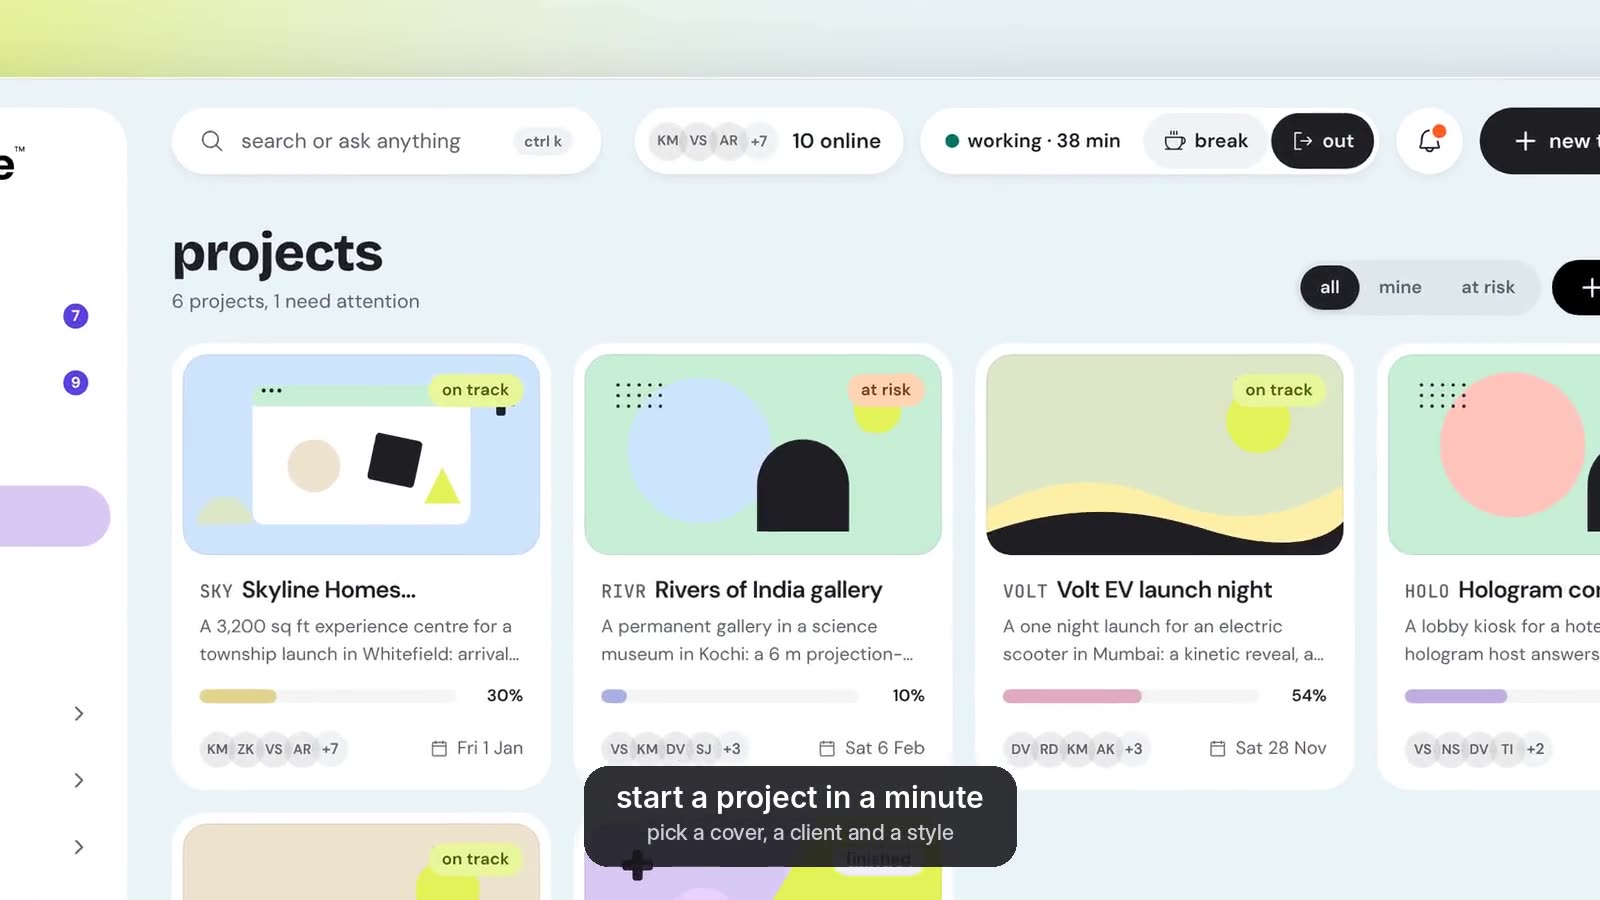 e™
search or ask anything
ctrl k
KM VS AR +7 10 online
working · 38 min
break
out
new
projects
6 projects, 1 need attention
all
mine
at risk
7
9
on track
at risk
on track
SKY Skyline Homes...
A 3,200 sq ft experience centre for a
township launch in Whitefield: arrival...
30%
KM ZK VS AR +7
Fri 1 Jan
RIVR Rivers of India gallery
A permanent gallery in a science
museum in Kochi: a 6 m projection-...
10%
VS KM DV SJ +3
Sat 6 Feb
VOLT Volt EV launch night
A one night launch for an electric
scooter in Mumbai: a kinetic reveal, a...
54%
DV RD KM AK +3
Sat 28 Nov
HOLO Hologram
A lobby kiosk for a
hologram host answers
VS NS DV TI +2
start a project in a minute
pick a cover, a client and a style
on track
finished